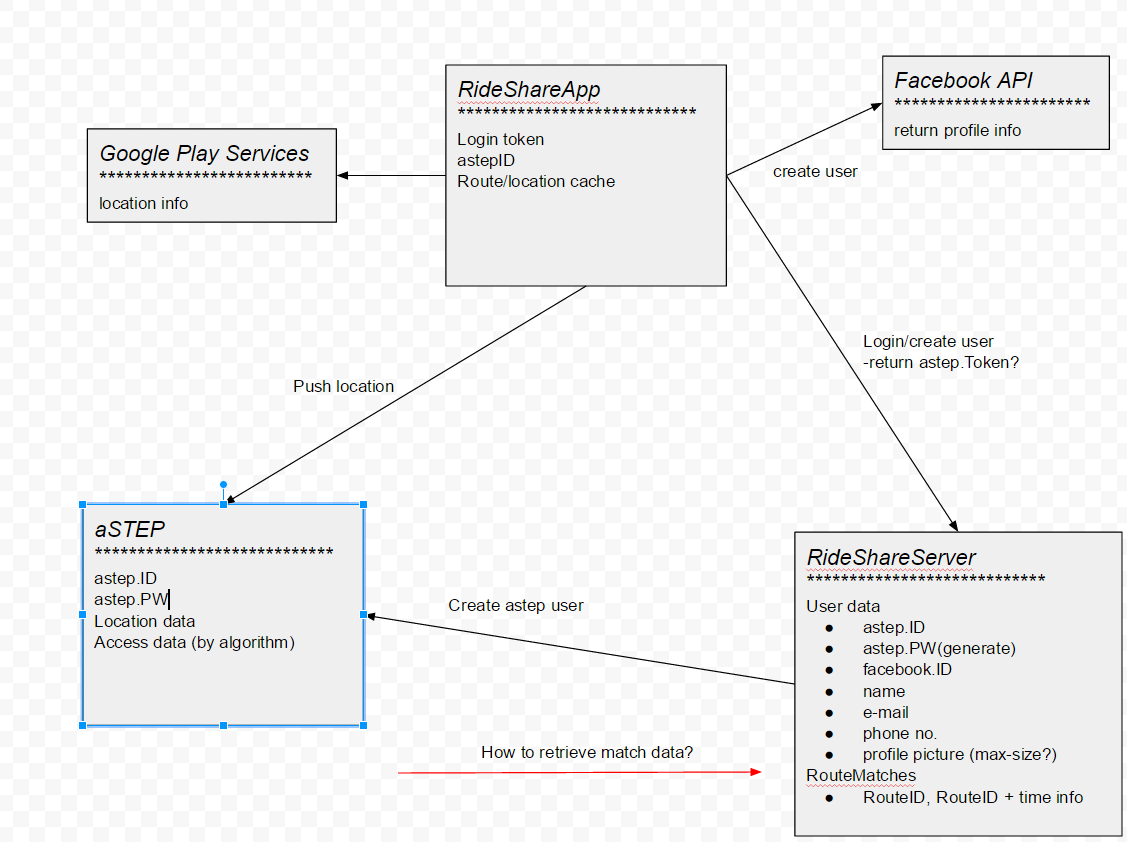 RideShareApp
****************************
Login token
astepID
Route/location cache
Facebook API
***********************
return profile info
Google Play Services
*************************
location info
create user
Login/create user
-return astep.Token?
Push location
aSTEP
****************************
astep.ID
astep.PW
Location data
Access data (by algorithm)
Create astep user
How to retrieve match data?
RideShareServer
****************************
User data
● astep.ID
● astep.PW(generate)
● facebook.ID
● name
● e-mail
● phone no.
● profile picture (max-size?)
RouteMatches
● RouteID, RouteID + time info